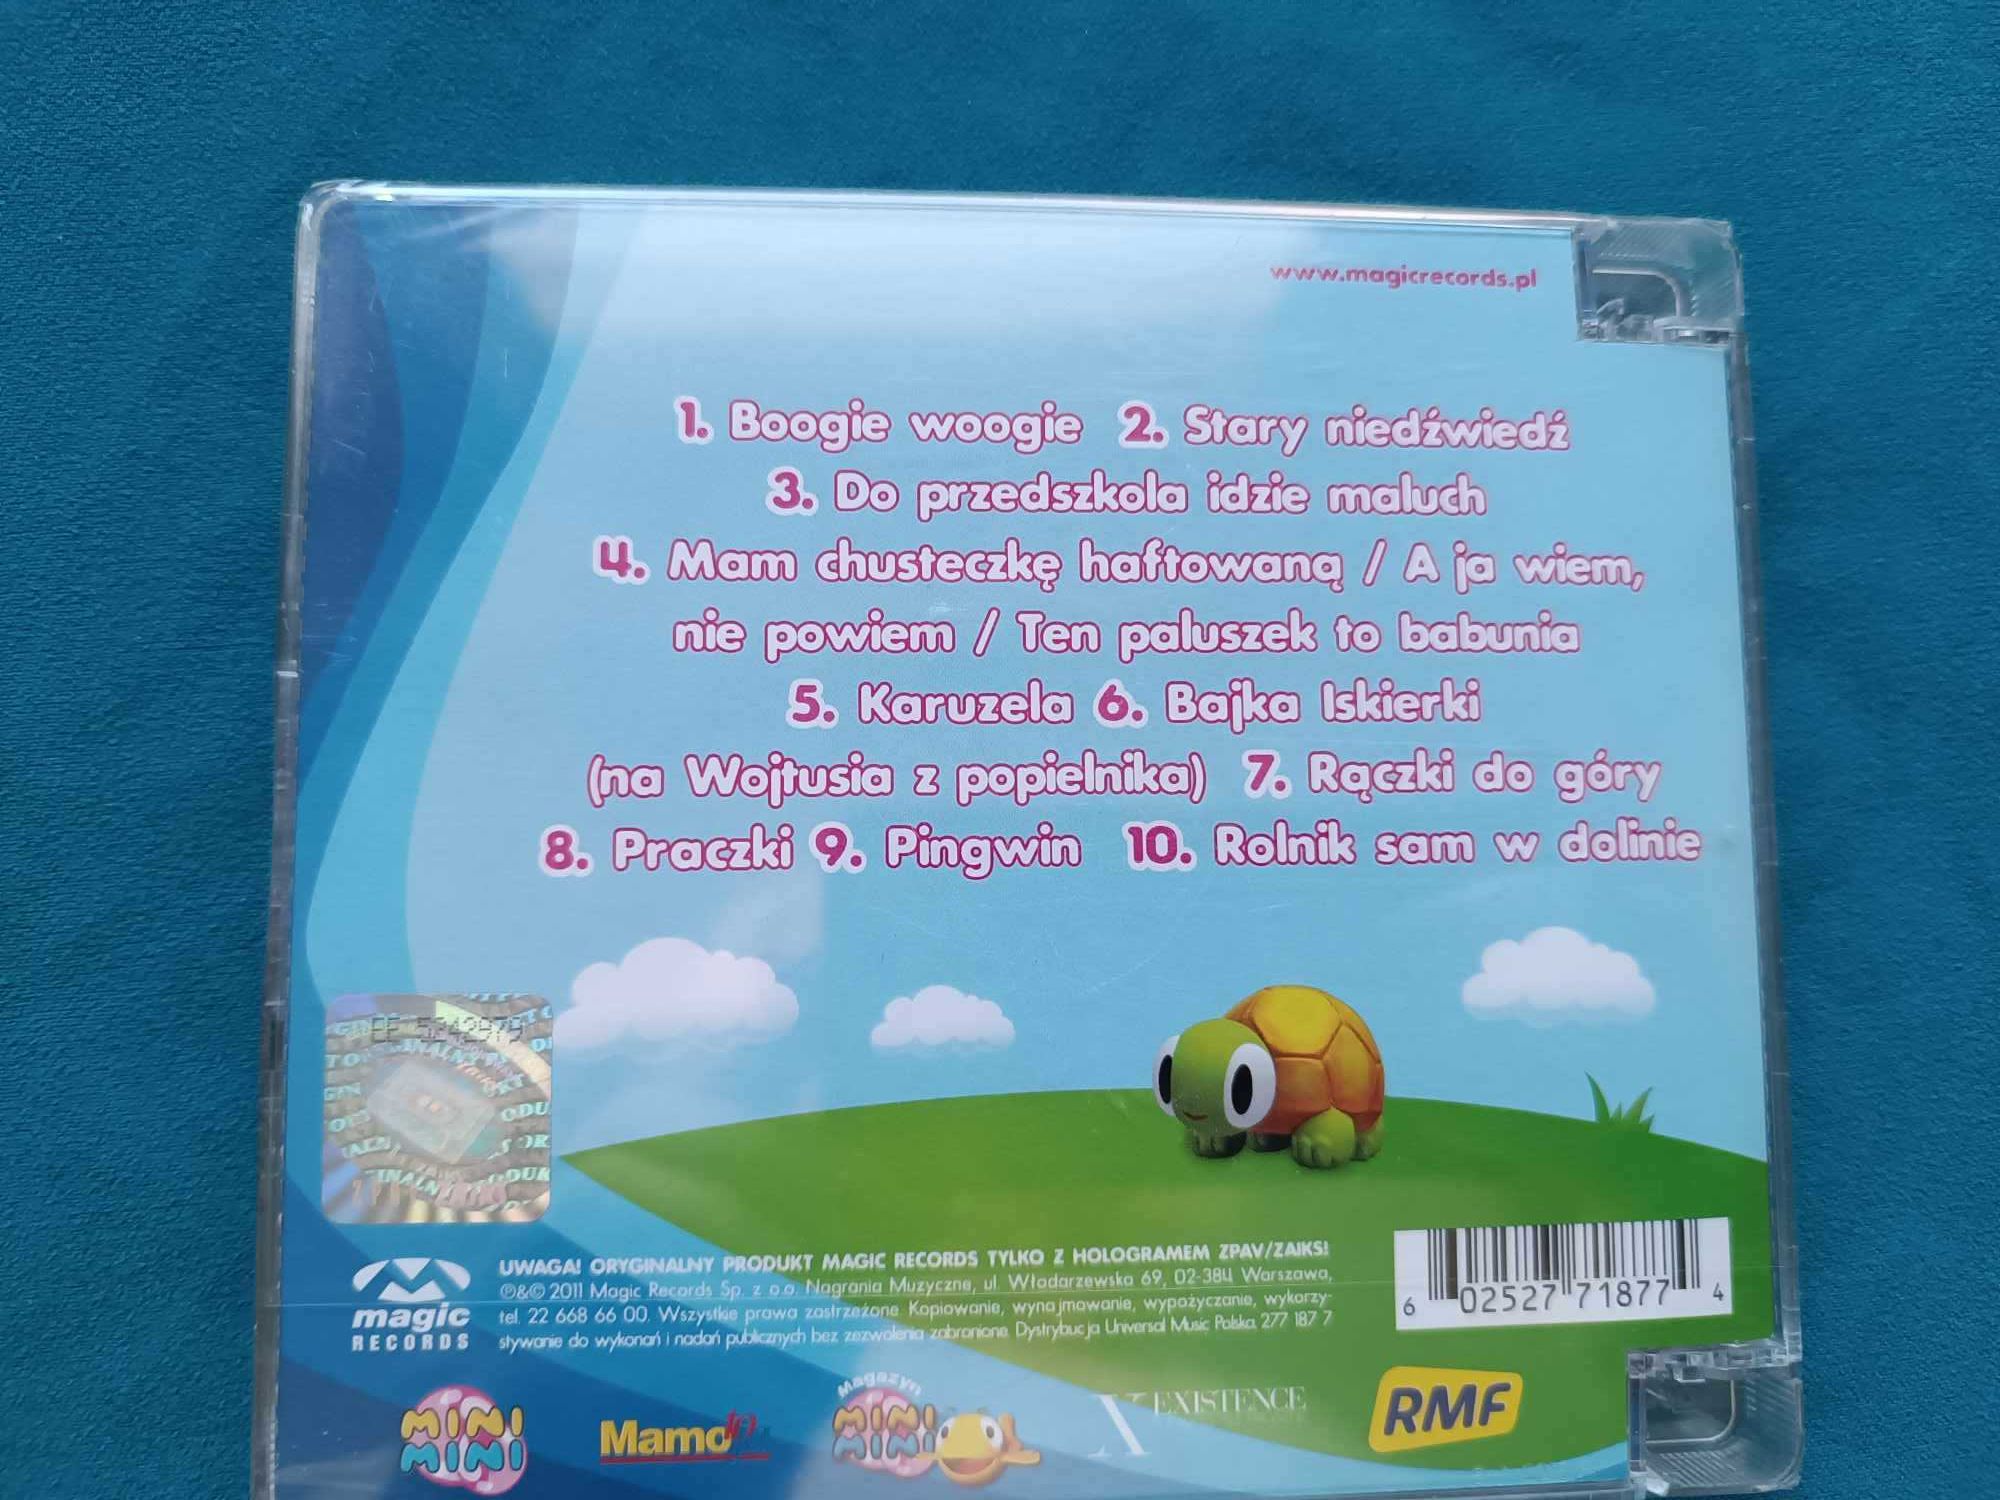 www.magicrecords.pl
1. Boogie woogie 2. Stary niedźwiedź
3. Do przedszkola idzie maluch
4. Mam chusteczkę haftowaną / A ja wiem,
nie powiem / Ten paluszek to babunia
5. Karuzela 6. Bajka Iskierki
(na Wojtusia z popielnika) 7. Rączki do góry
8. Praczki 9. Pingwin 10. Rolnik sam w dolinie
EE 5242979
magic
RECORDS
UWAGA! ORYGINALNY PRODUKT MAGIC RECORDS TYLKO Z HOLOGRAMEM ZPAV/ZAIKS!
℗&© 2011 Magic Records Sp. z o.o. Nagrania Muzyczne, ul. Włodarzewska 69, 02-384 Warszawa,
tel. 22 668 66 00. Wszystkie prawa zastrzeżone. Kopiowanie, wynajmowanie, wypożyczanie, wykorzy-
stywanie do wykonań i nadań publicznych bez zezwolenia zabronione. Dystrybucja Universal Music Polska. 277 187 7
6 02527 71877 4
MINI
MINI
Mamo
Magazyn
MINI
MINI
X EXISTENCE
RMF